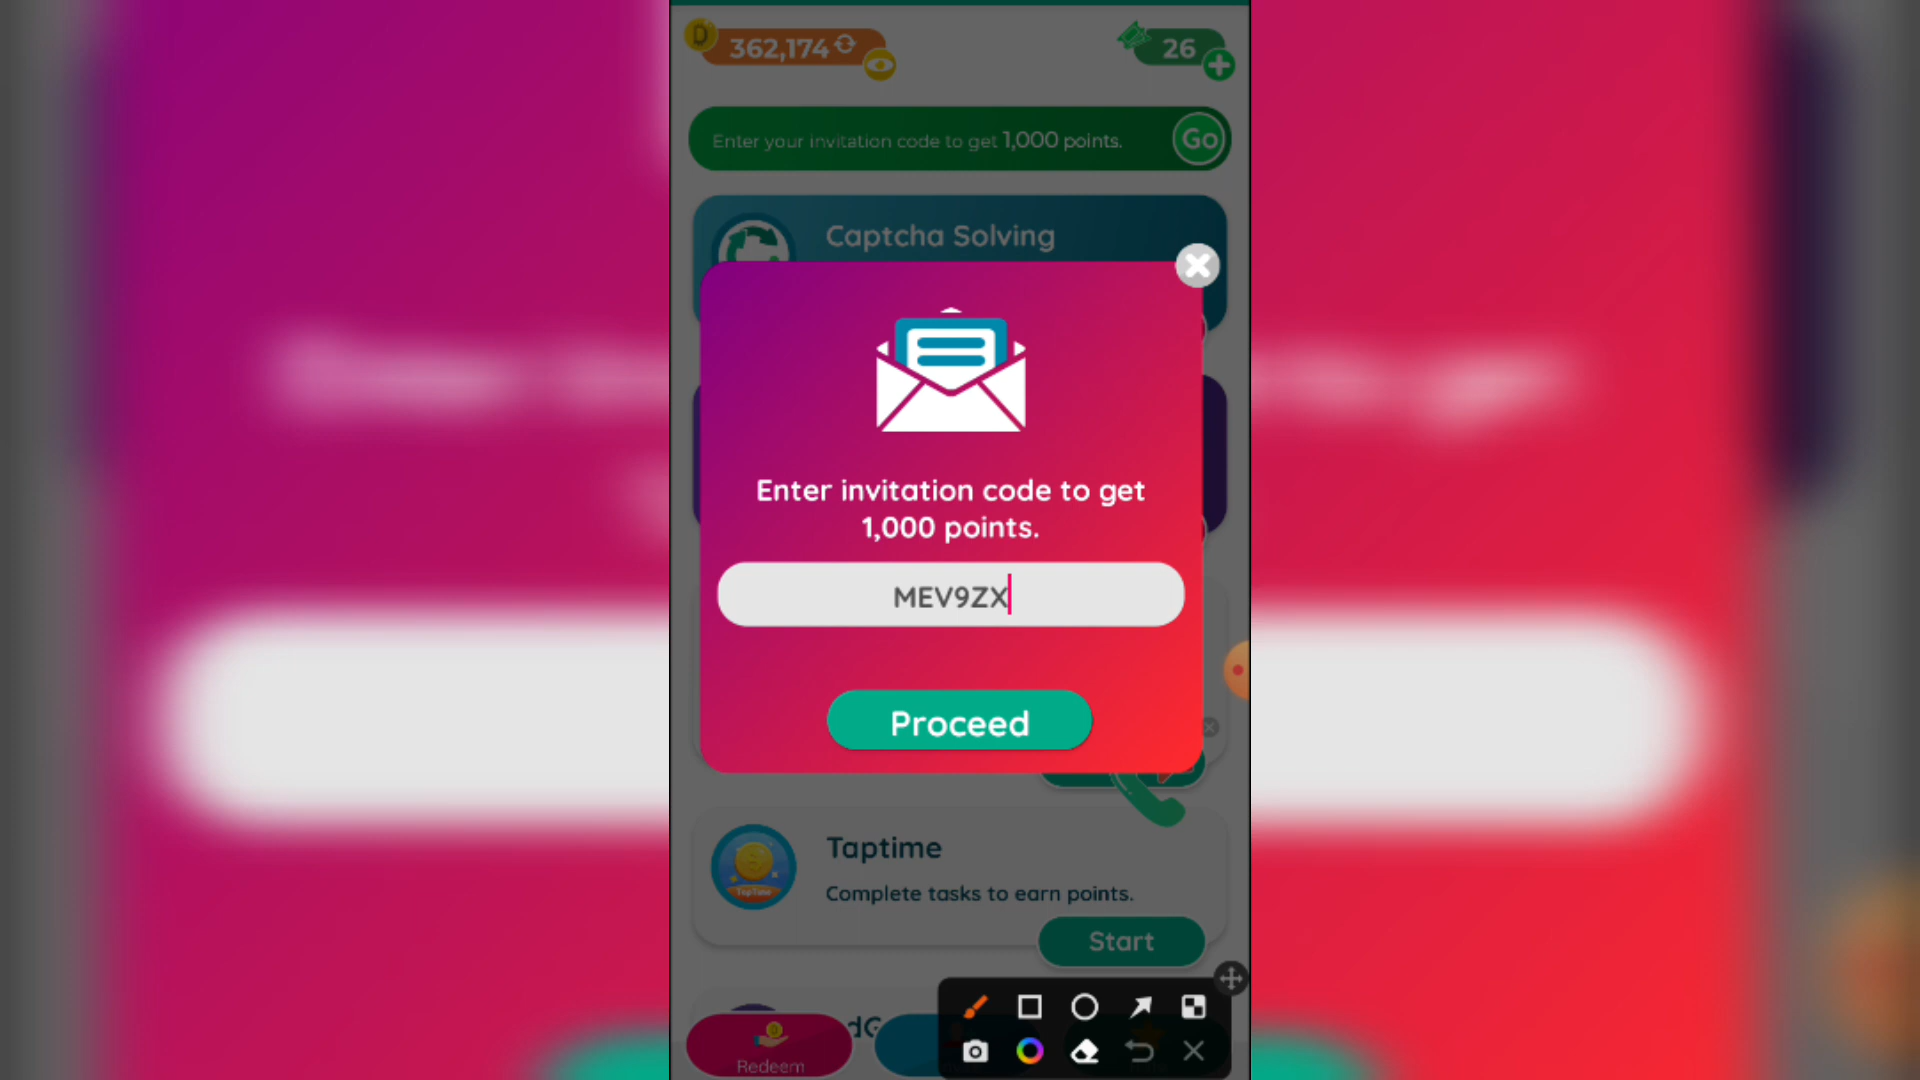 362,174
26
Enter your invitation code to get 1,000 points.
Go
Captcha Solving
Enter invitation code to get
1,000 points.
MEV9ZX
Proceed
Taptime
TapTime
Complete tasks to earn points.
Start
Redeem